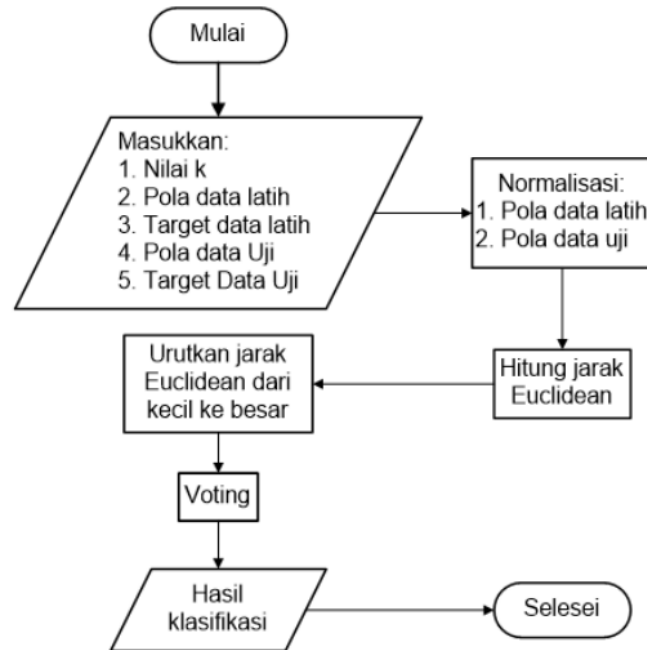 Mulai
Masukkan:
1. Nilai k
2. Pola data latih
3. Target data latih
4. Pola data Uji
5. Target Data Uji
Normalisasi:
1. Pola data latih
2. Pola data uji
Hitung jarak
Euclidean
Urutkan jarak
Euclidean dari
kecil ke besar
Voting
Hasil
klasifikasi
Selesei